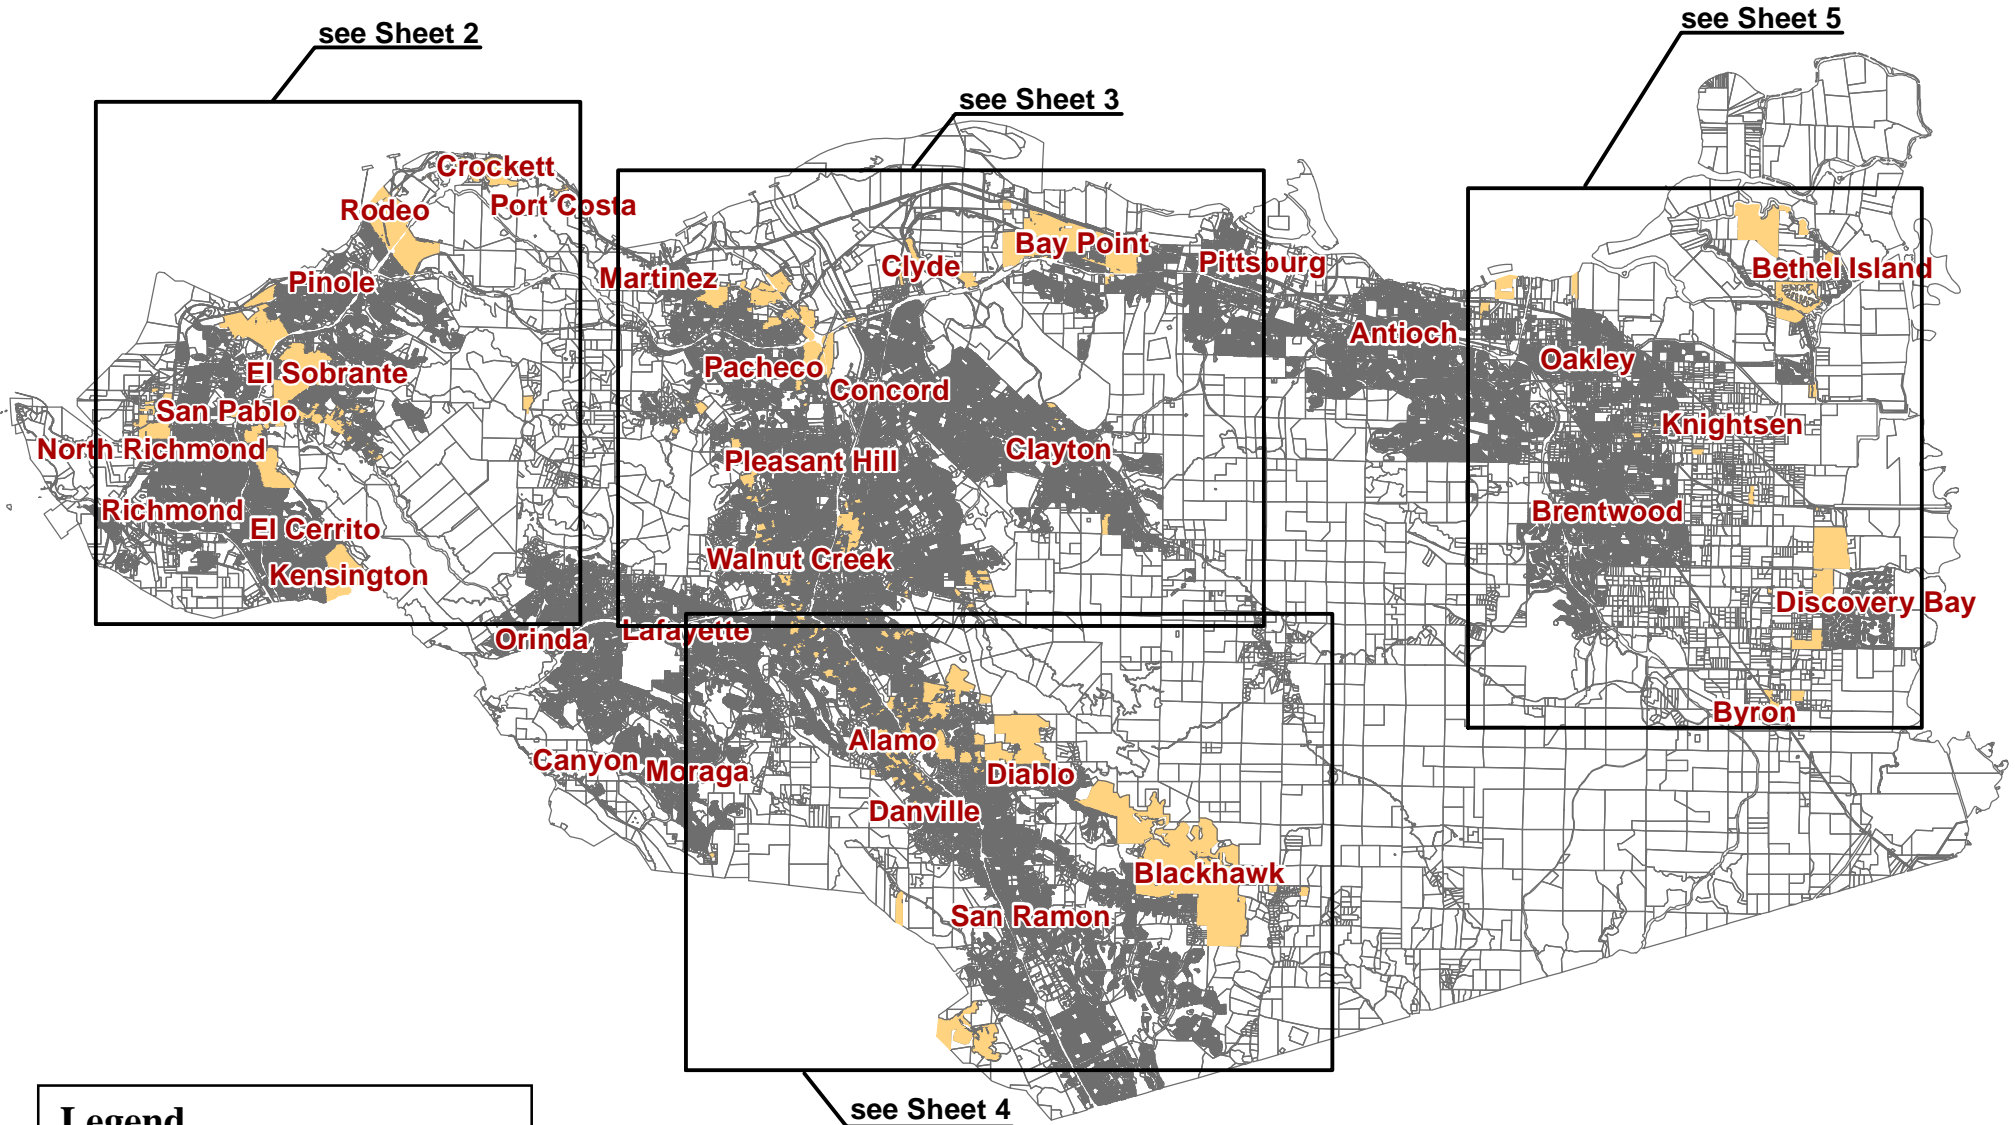 see Sheet 5
see Sheet 2
see Sheet 3
Crockett
Port Costa
Rodeo
Bay Point
Pittsburg
Clyde
Bethel Island
Martinez
Pinole
Antioch
Oakley
Pacheco
El Sobrante
Concord
San Pablo
Knightsen
North Richmond
Clayton
Pleasant Hill
Richmond
Brentwood
El Cerrito
Walnut Creek
Kensington
Discovery Bay
Lafayette
Orinda
Byron
Alamo
Canyon
Moraga
Diablo
Danville
Blackhawk
San Ramon
see Sheet 4
Legend